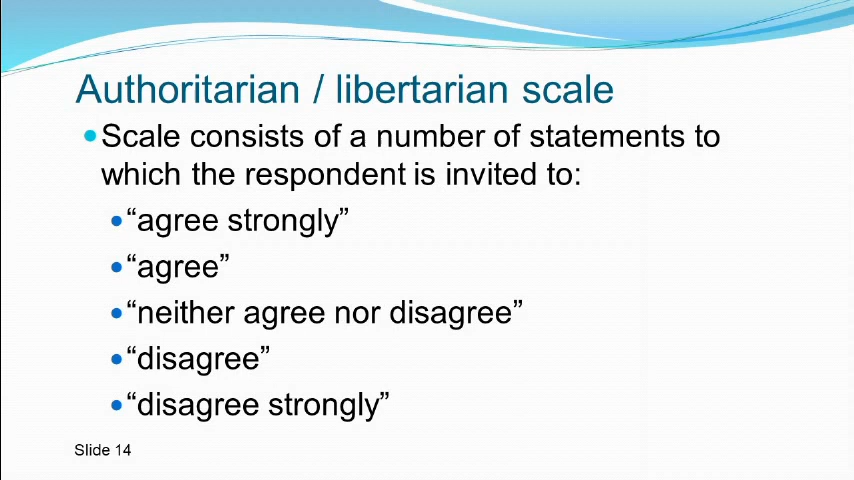 Authoritarian / libertarian scale
•Scale consists of a number of statements to
which the respondent is invited to:
•“agree strongly”
•“agree”
•“neither agree nor disagree”
•“disagree”
•“disagree strongly”
Slide 14